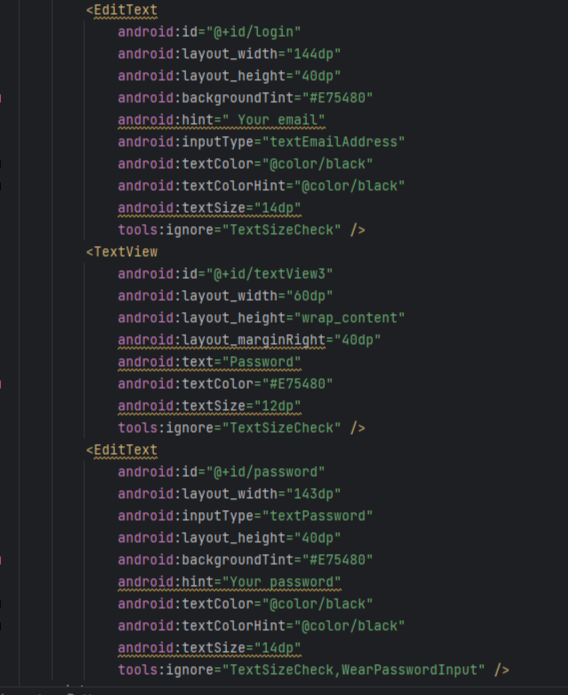 <EditText
android:id="@+id/login"
android:layout_width="144dp"
android:layout_height="40dp"
android:backgroundTint="#E75480"
android:hint=" Your email"
android:inputType="textEmailAddress"
android:textColor="@color/black"
android:textColorHint="@color/black"
android:textSize="14dp"
tools:ignore="TextSizeCheck" />
<TextView
android:id="@+id/textView3"
android:layout_width="60dp"
android:layout_height="wrap_content"
android:layout_marginRight="40dp"
android:text="Password"
android:textColor="#E75480"
android:textSize="12dp"
tools:ignore="TextSizeCheck" />
<EditText
android:id="@+id/password"
android:layout_width="143dp"
android:inputType="textPassword"
android:layout_height="40dp"
android:backgroundTint="#E75480"
android:hint="Your password"
android:textColor="@color/black"
android:textColorHint="@color/black"
android:textSize="14dp"
tools:ignore="TextSizeCheck,WearPasswordInput" />